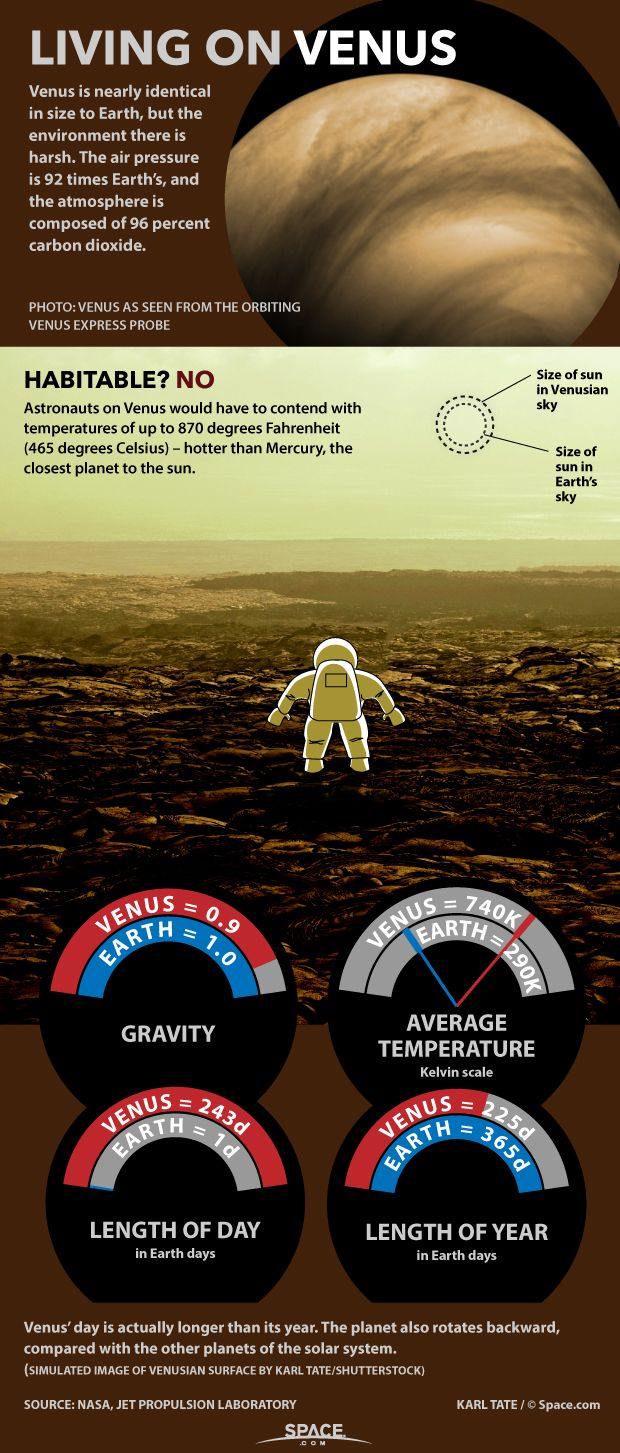 LIVING ON VENUS
Venus is nearly identical
in size to Earth, but the
environment there is
harsh. The air pressure
is 92 times Earth's, and
the atmosphere is
composed of 96 percent
carbon dioxide.
PHOTO: VENUS AS SEEN FROM THE ORBITING
VENUS EXPRESS PROBE
HABITABLE? NO
Astronauts on Venus would have to contend with
temperatures of up to 870 degrees Fahrenheit
(465 degrees Celsius) – hotter than Mercury, the
closest planet to the sun.
Size of sun
in Venusian
sky
Size of
sun in
Earth's
sky
VENUS = 0.9
EARTH = 1.0
GRAVITY
VENUS = 740K
EARTH = 290K
AVERAGE
TEMPERATURE
Kelvin scale
VENUS = 243d
EARTH = 1d
LENGTH OF DAY
in Earth days
VENUS = 225d
EARTH = 365d
LENGTH OF YEAR
in Earth days
Venus' day is actually longer than its year. The planet also rotates backward,
compared with the other planets of the solar system.
(SIMULATED IMAGE OF VENUSIAN SURFACE BY KARL TATE/SHUTTERSTOCK)
SOURCE: NASA, JET PROPULSION LABORATORY
KARL TATE / © Space.com
SPACE
.COM